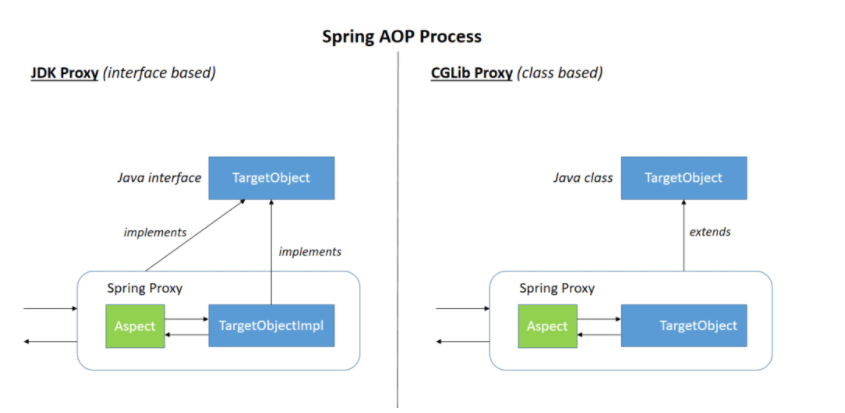 Spring AOP Process
JDK Proxy (interface based)
Java interface
TargetObject
implements
implements
Spring Proxy
Aspect
TargetObjectImpl
CGLib Proxy (class based)
Java class
TargetObject
extends
Spring Proxy
Aspect
TargetObject